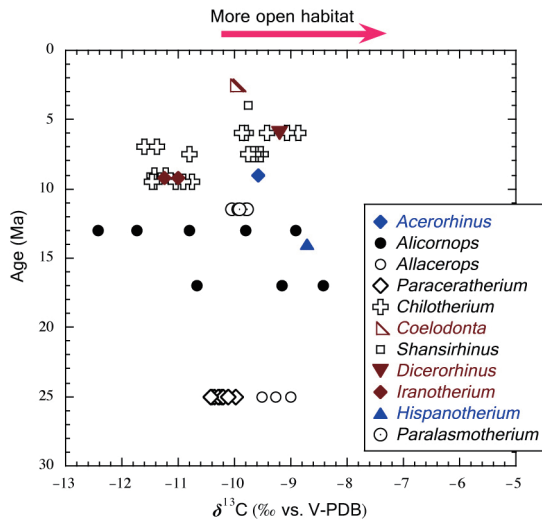 More open habitat
0
5
10
15
20
25
30
Age (Ma)
−13
−12
−11
−10
−9
−8
−7
−6
−5
δ¹³C (‰ vs. V-PDB)
Acerorhinus
Alicornops
Allacerops
Paraceratherium
Chilotherium
Coelodonta
Shansirhinus
Dicerorhinus
Iranotherium
Hispanotherium
Paralasmotherium